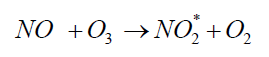 NO + O₃ → NO₂* + O₂